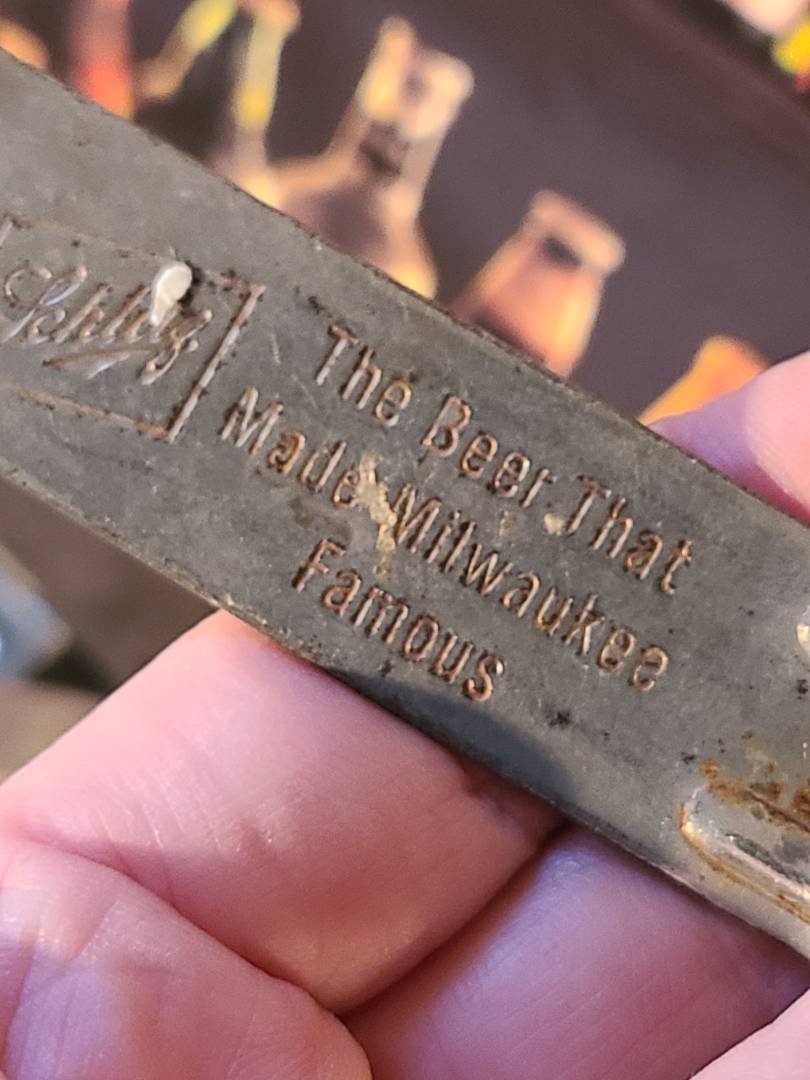 Schlitz
The Beer That
Made Milwaukee
Famous